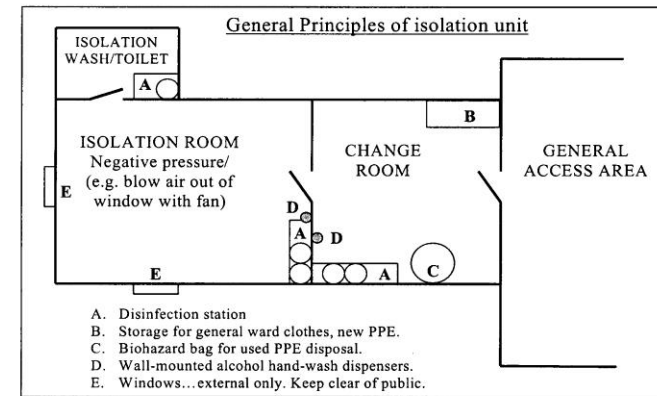 General Principles of isolation unit
ISOLATION
WASH/TOILET
A
B
ISOLATION ROOM
Negative pressure/
(e.g. blow air out of
window with fan)
CHANGE
ROOM
GENERAL
ACCESS AREA
E
D
A
D
E
A
C
A. Disinfection station
B. Storage for general ward clothes, new PPE.
C. Biohazard bag for used PPE disposal.
D. Wall-mounted alcohol hand-wash dispensers.
E. Windows…external only. Keep clear of public.